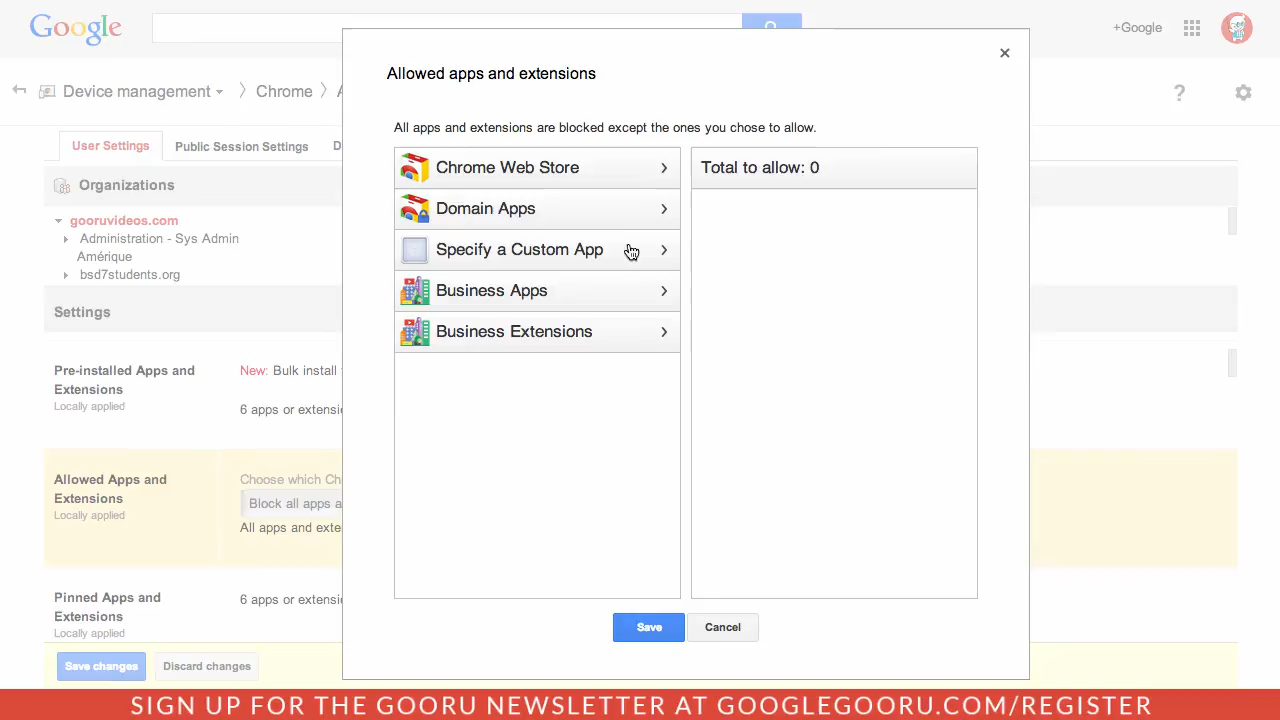 Google
+Google
Device management
Chrome
A
?
User Settings
Public Session Settings
D
Organizations
gooruvideos.com
Administration - Sys Admin
Amérique
bsd7students.org
Settings
Pre-installed Apps and
Extensions
Locally applied
New: Bulk install
6 apps or extensi
Allowed Apps and
Extensions
Locally applied
Choose which Ch
Block all apps a
All apps and exte
Pinned Apps and
Extensions
Locally applied
6 apps or extensi
Save changes
Discard changes
Allowed apps and extensions
All apps and extensions are blocked except the ones you chose to allow.
Chrome Web Store
Domain Apps
Specify a Custom App
Business Apps
Business Extensions
Total to allow: 0
Save
Cancel
SIGN UP FOR THE GOORU NEWSLETTER AT GOOGLEGOORU.COM/REGISTER